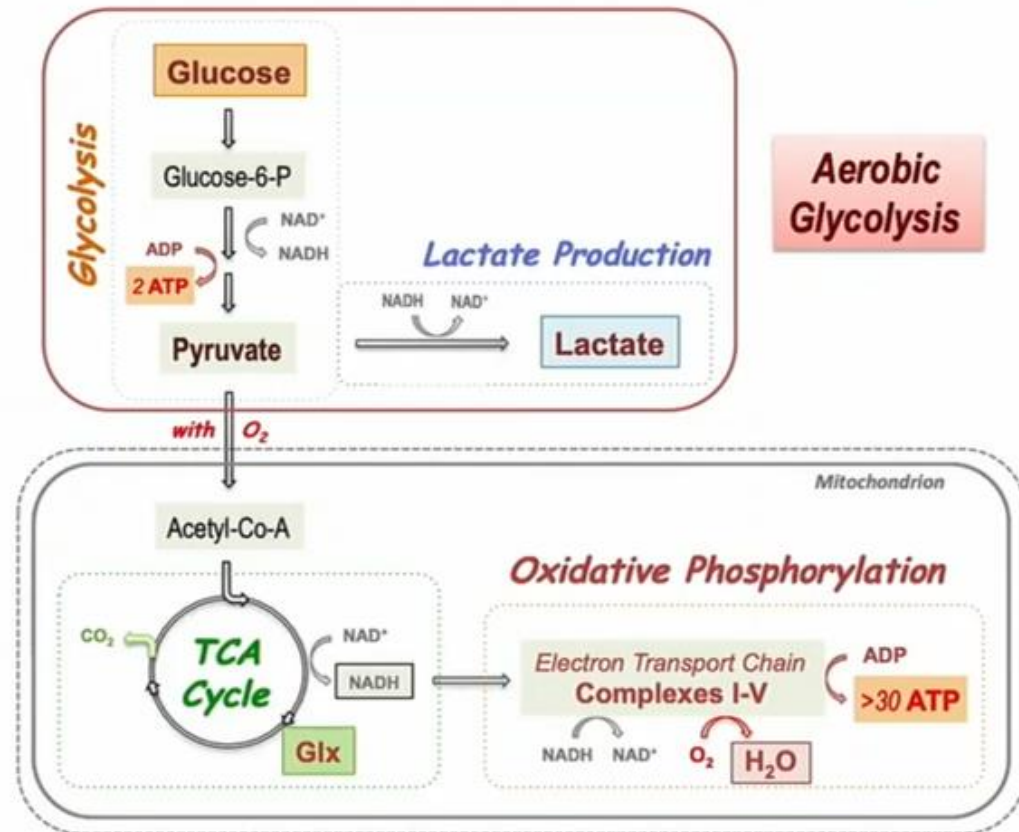 Glucose
Glycolysis
Glucose-6-P
Aerobic
Glycolysis
NAD⁺
NADH
ADP
2 ATP
Lactate Production
NADH NAD⁺
Pyruvate
Lactate
with O₂
Mitochondrion
Acetyl-Co-A
Oxidative Phosphorylation
CO₂
TCA
Cycle
NAD⁺
NADH
Glx
Electron Transport Chain
Complexes I-V
ADP
>30 ATP
NADH NAD⁺
O₂
H₂O